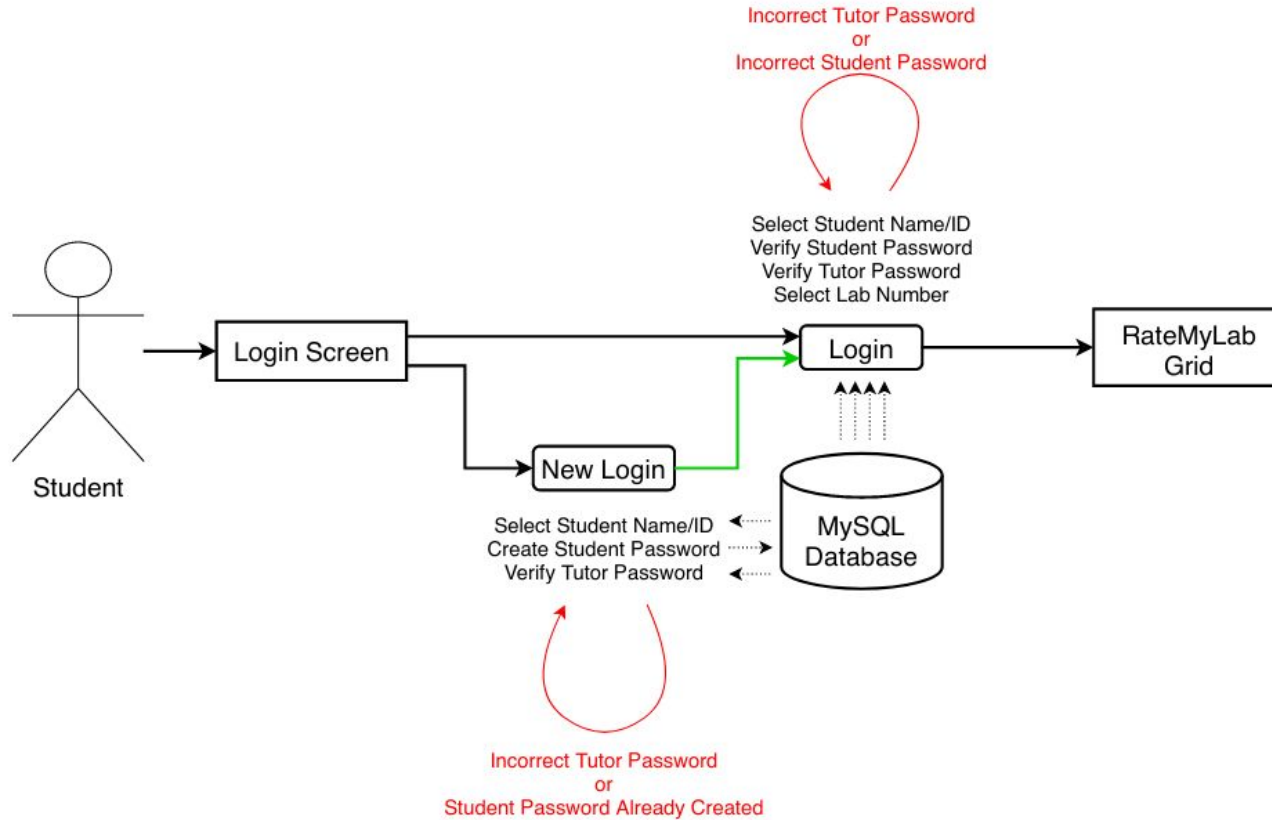 Incorrect Tutor Password
or
Incorrect Student Password
Select Student Name/ID
Verify Student Password
Verify Tutor Password
Select Lab Number
Login Screen
Login
RateMyLab
Grid
Student
New Login
Select Student Name/ID
Create Student Password
Verify Tutor Password
MySQL
Database
Incorrect Tutor Password
or
Student Password Already Created